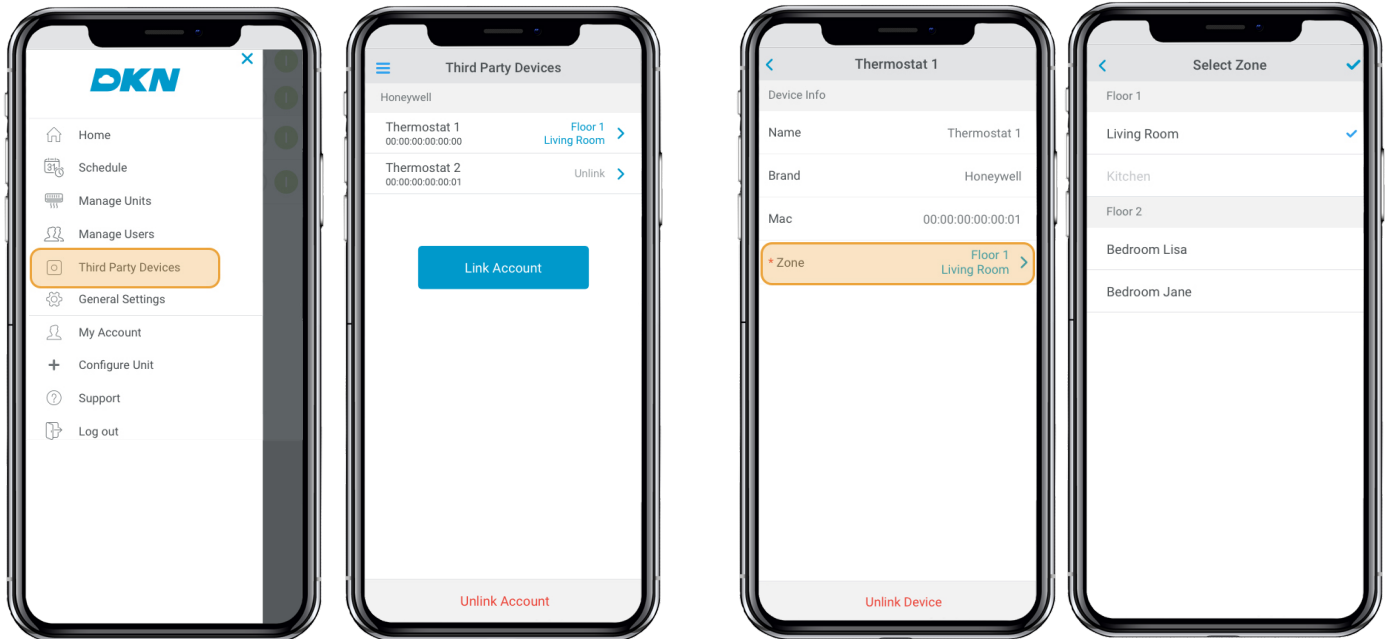 DKN
Home
31
Schedule
Manage Units
Manage Users
Third Party Devices
General Settings
My Account
Configure Unit
Support
Log out
Third Party Devices
Honeywell
Thermostat 1
00:00:00:00:00:00
Floor 1
Living Room
Thermostat 2
00:00:00:00:00:01
Unlink
Link Account
Unlink Account
Thermostat 1
Device Info
Name Thermostat 1
Brand Honeywell
Mac 00:00:00:00:00:01
* Zone Floor 1
Living Room
Unlink Device
Select Zone
Floor 1
Living Room
Kitchen
Floor 2
Bedroom Lisa
Bedroom Jane